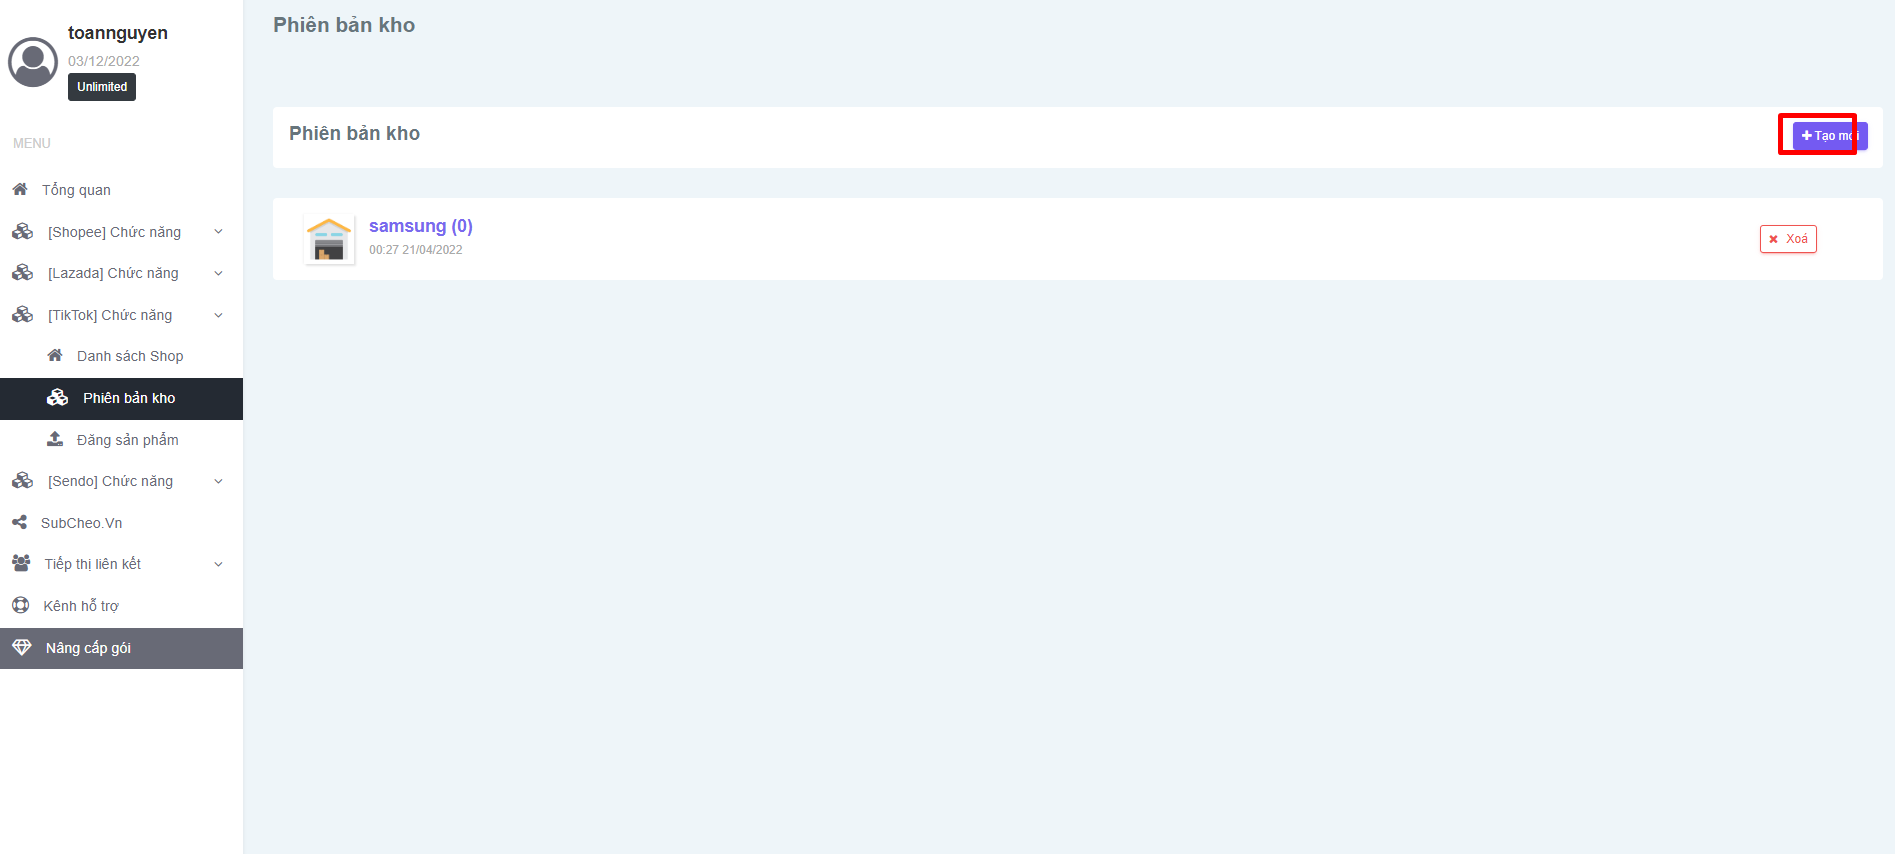 toannguyen
03/12/2022
Unlimited
MENU
Tổng quan
[Shopee] Chức năng
[Lazada] Chức năng
[TikTok] Chức năng
Danh sách Shop
Phiên bản kho
Đăng sản phẩm
[Sendo] Chức năng
SubCheo.Vn
Tiếp thị liên kết
Kênh hỗ trợ
Nâng cấp gói
Phiên bản kho
Phiên bản kho
Tạo mới
samsung (0)
00:27 21/04/2022
Xoá